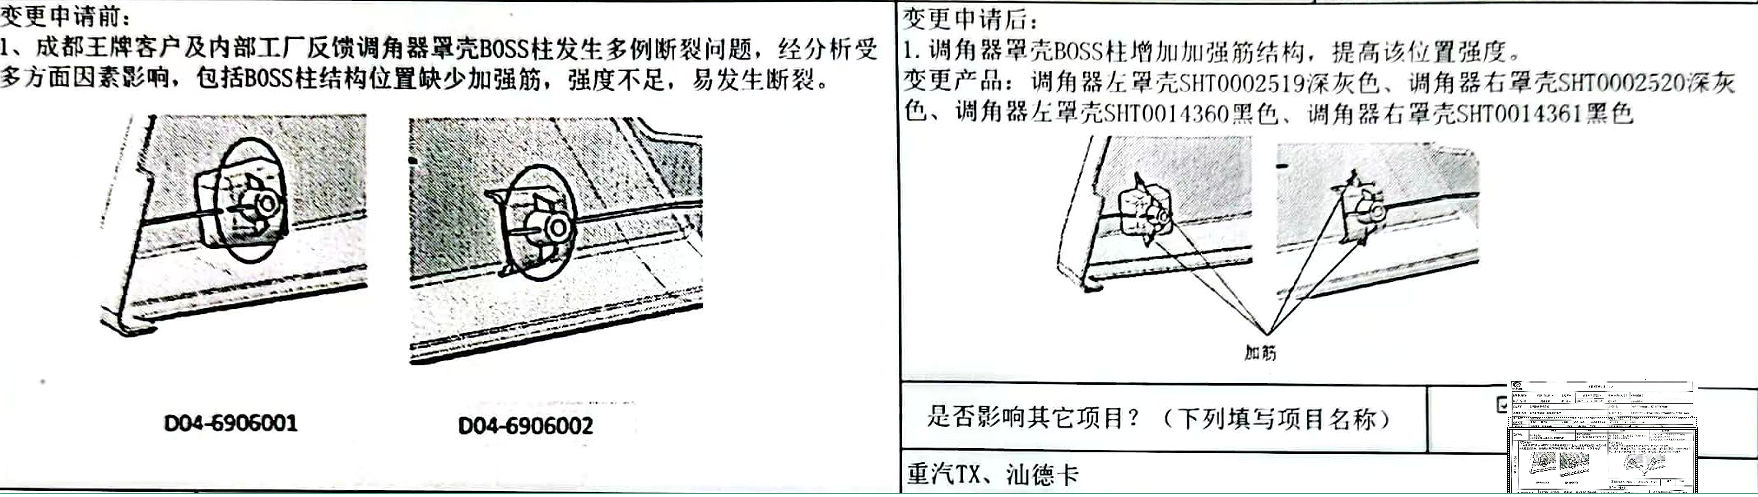 变更申请前：
1、成都王牌客户及内部工厂反馈调角器罩壳BOSS柱发生多例断裂问题，经分析受
多方面因素影响，包括BOSS柱结构位置缺少加强筋，强度不足，易发生断裂。
D04-6906001
D04-6906002
变更申请后：
1.调角器罩壳BOSS柱增加加强筋结构，提高该位置强度。
变更产品：调角器左罩壳SHT0002519深灰色、调角器右罩壳SHT0002520深灰
色、调角器左罩壳SHT0014360黑色、调角器右罩壳SHT0014361黑色
加筋
是否影响其它项目？（下列填写项目名称）
重汽TX、汕德卡